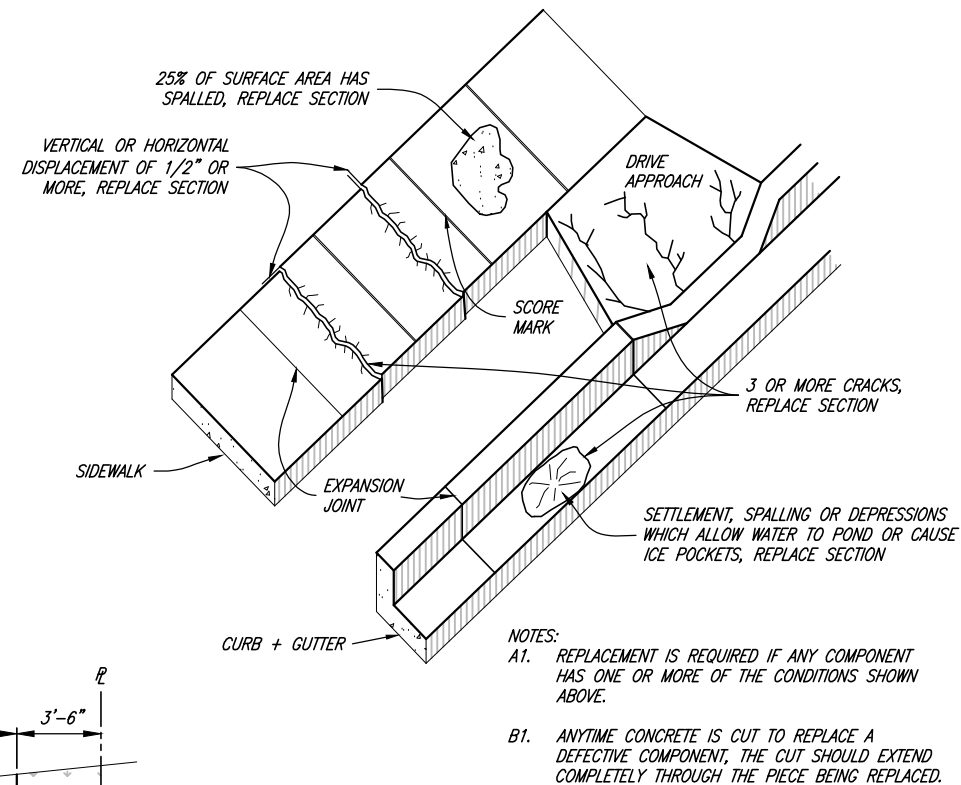 25% OF SURFACE AREA HAS
SPALLED, REPLACE SECTION
VERTICAL OR HORIZONTAL
DISPLACEMENT OF 1/2" OR
MORE, REPLACE SECTION
DRIVE
APPROACH
SCORE
MARK
3 OR MORE CRACKS,
REPLACE SECTION
SIDEWALK
EXPANSION
JOINT
SETTLEMENT, SPALLING OR DEPRESSIONS
WHICH ALLOW WATER TO POND OR CAUSE
ICE POCKETS, REPLACE SECTION
CURB + GUTTER
NOTES:
A1. REPLACEMENT IS REQUIRED IF ANY COMPONENT
HAS ONE OR MORE OF THE CONDITIONS SHOWN
ABOVE.
B1. ANYTIME CONCRETE IS CUT TO REPLACE A
DEFECTIVE COMPONENT, THE CUT SHOULD EXTEND
COMPLETELY THROUGH THE PIECE BEING REPLACED.
PL
3'-6"